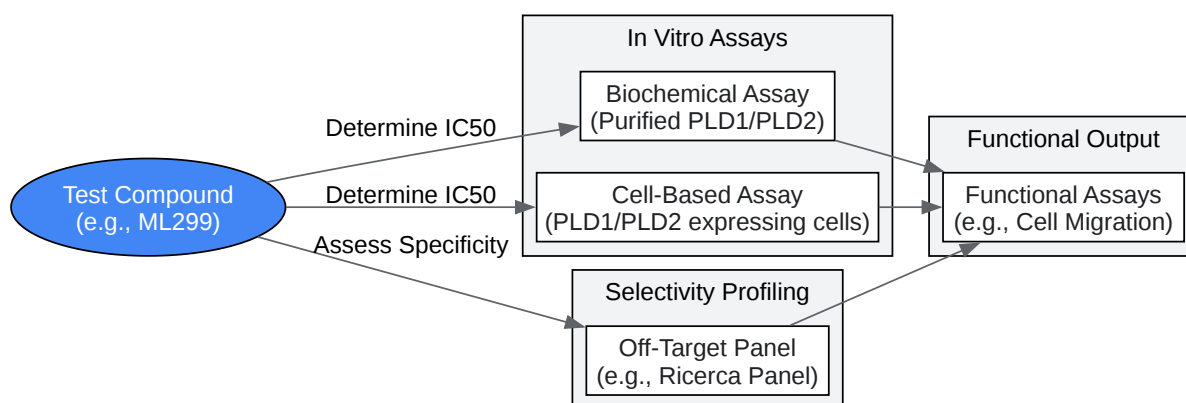 In Vitro Assays
Biochemical Assay
(Purified PLD1/PLD2)
Determine IC50
Functional Output
Test Compound
(e.g., ML299)
Determine IC50
Cell-Based Assay
(PLD1/PLD2 expressing cells)
Functional Assays
(e.g., Cell Migration)
Assess Specificity
Selectivity Profiling
Off-Target Panel
(e.g., Ricerca Panel)